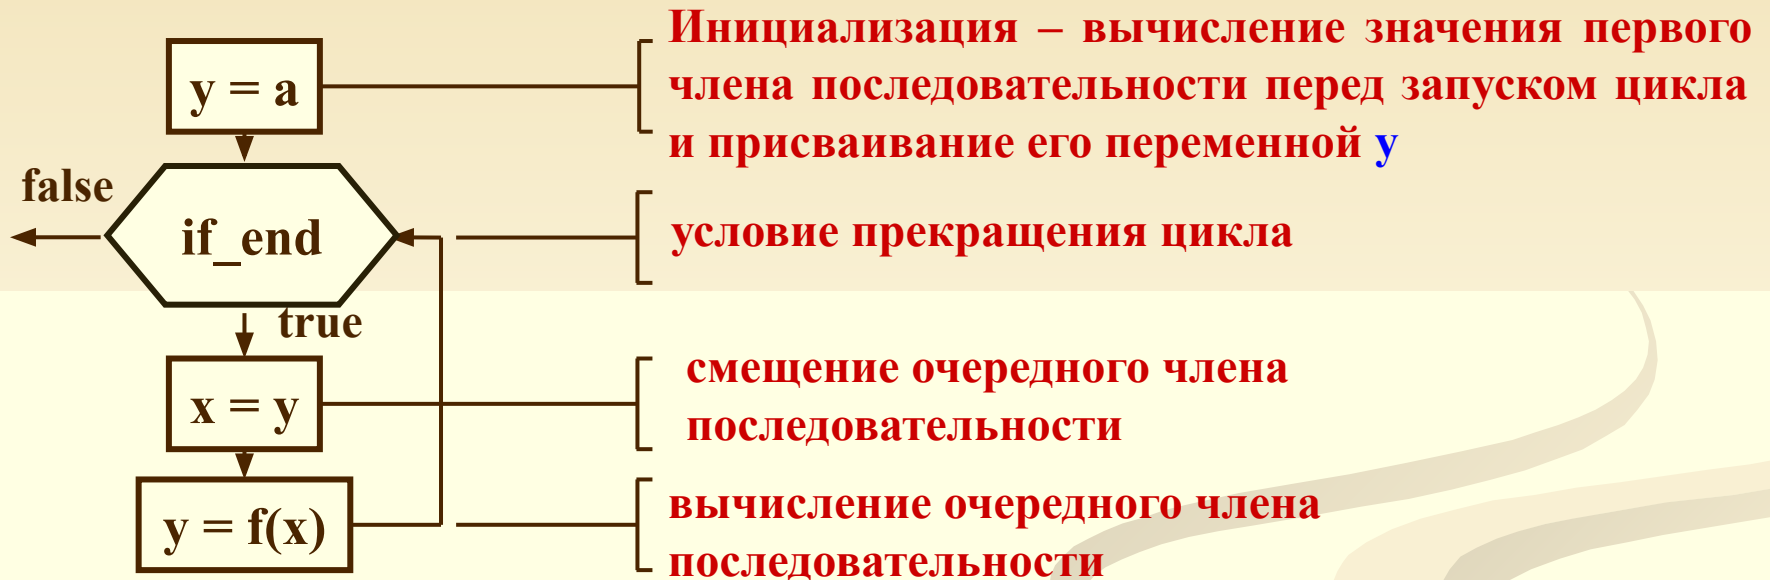 y = a
Инициализация – вычисление значения первого
члена последовательности перед запуском цикла
и присваивание его переменной y
false
if_end
условие прекращения цикла
true
x = y
смещение очередного члена
последовательности
y = f(x)
вычисление очередного члена
последовательности